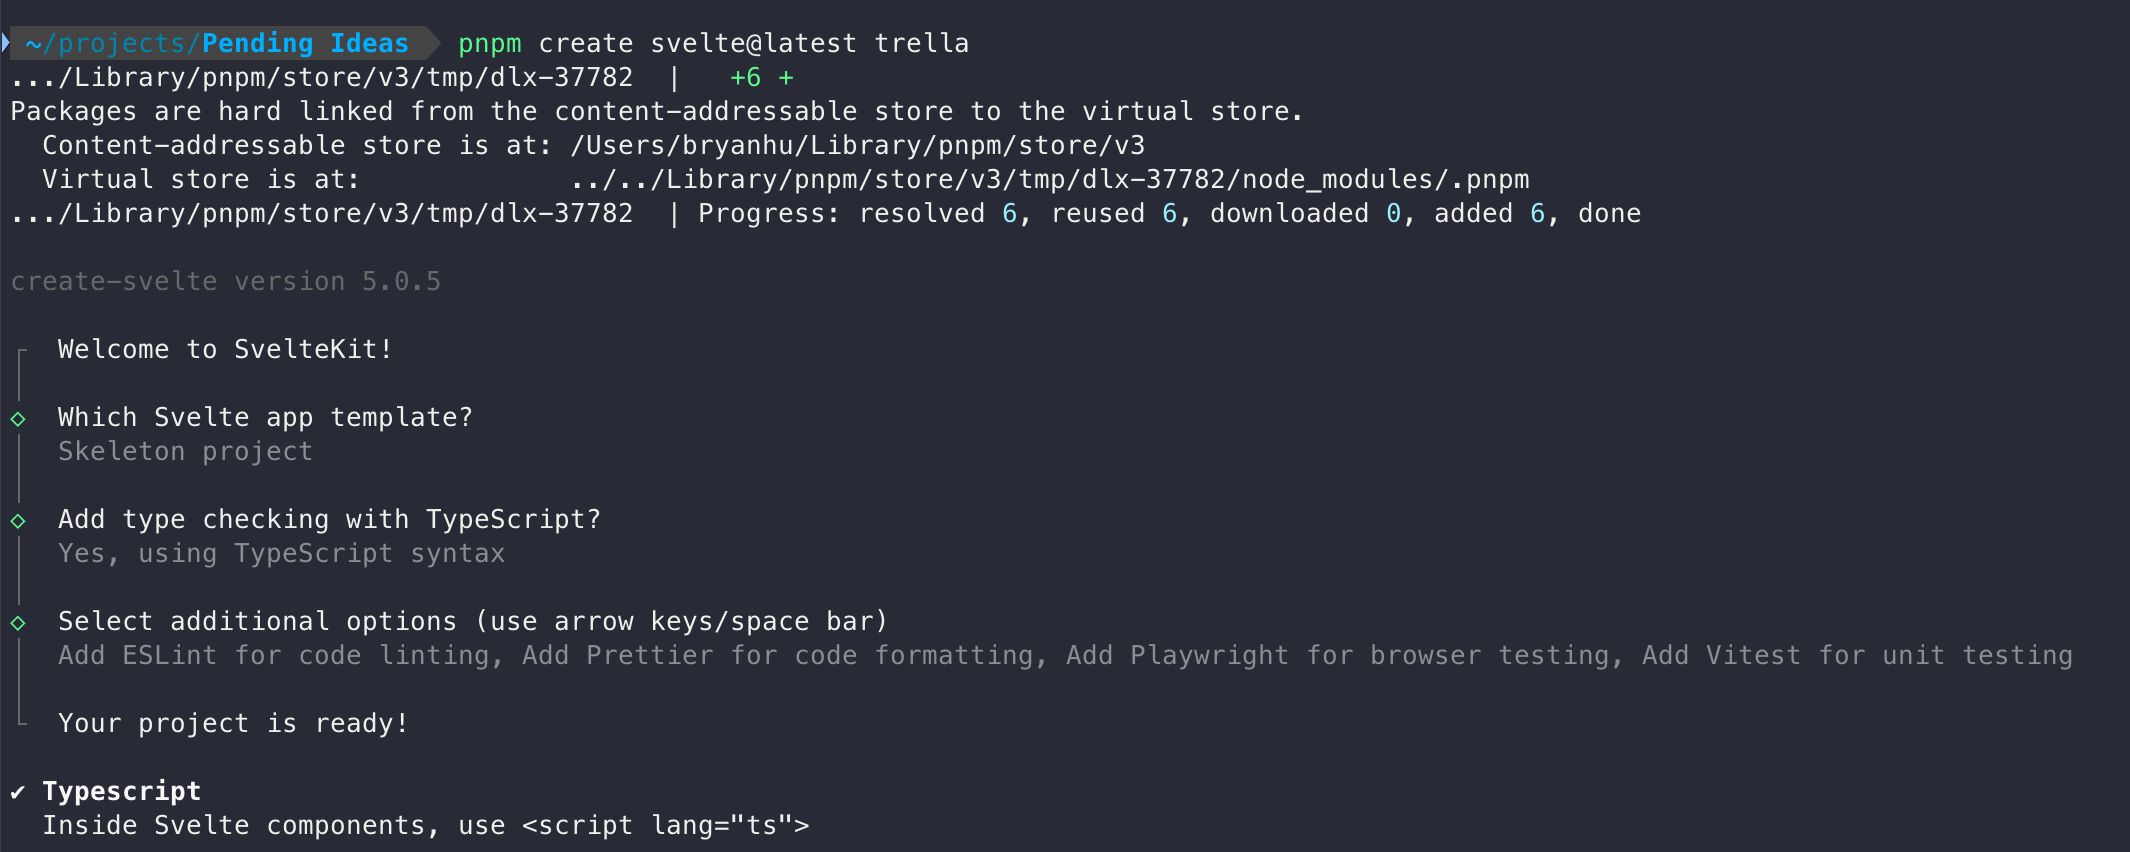 ~/projects/Pending Ideas pnpm create svelte@latest trella
.../Library/pnpm/store/v3/tmp/dlx-37782 | +6 +
Packages are hard linked from the content-addressable store to the virtual store.
Content-addressable store is at: /Users/bryanhu/Library/pnpm/store/v3
Virtual store is at: ../../Library/pnpm/store/v3/tmp/dlx-37782/node_modules/.pnpm
.../Library/pnpm/store/v3/tmp/dlx-37782 | Progress: resolved 6, reused 6, downloaded 0, added 6, done
create-svelte version 5.0.5
Welcome to SvelteKit!
Which Svelte app template?
Skeleton project
Add type checking with TypeScript?
Yes, using TypeScript syntax
Select additional options (use arrow keys/space bar)
Add ESLint for code linting, Add Prettier for code formatting, Add Playwright for browser testing, Add Vitest for unit testing
Your project is ready!
✔ Typescript
Inside Svelte components, use <script lang="ts">